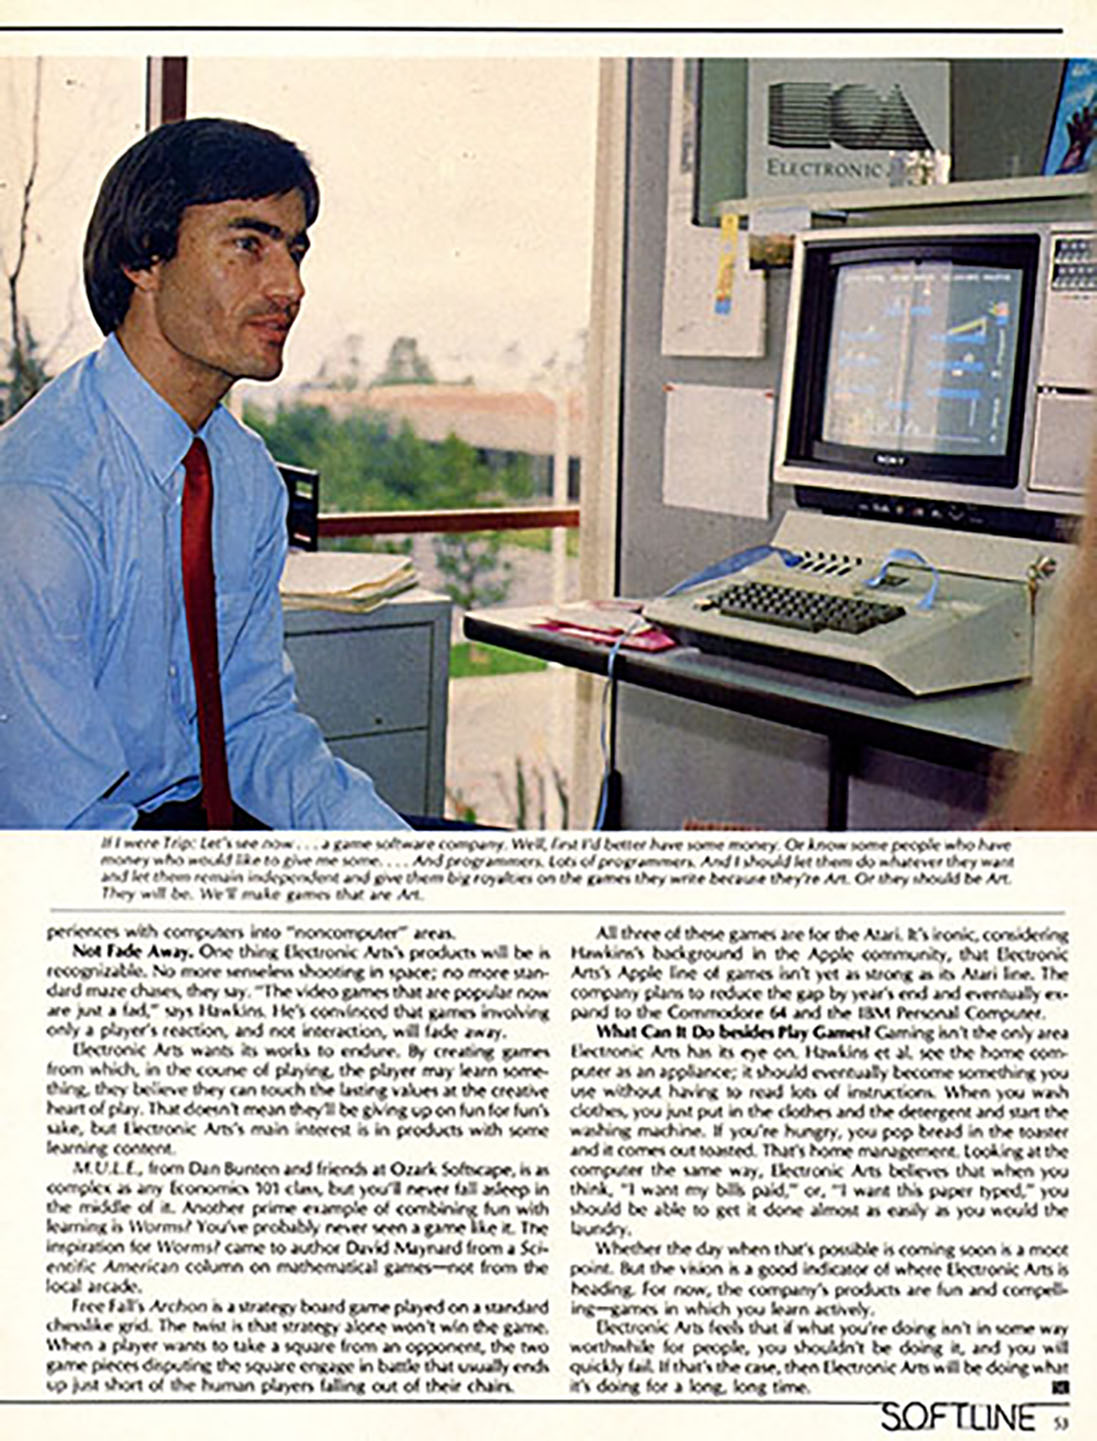 ECA
ELECTRONIC
SONY
If I were Trip: Let's see now . . . a game software company. Well, first I'd better have some money. Or know some people who have
money who would like to give me some. . . . And programmers. Lots of programmers. And I should let them do whatever they want
and let them remain independent and give them big royalties on the games they write because they're Art. Or they should be Art.
They will be. We'll make games that are Art.
periences with computers into "noncomputer" areas.
Not Fade Away. One thing Electronic Arts's products will be is
recognizable. No more senseless shooting in space; no more stan-
dard maze chases, they say. "The video games that are popular now
are just a fad," says Hawkins. He's convinced that games involving
only a player's reaction, and not interaction, will fade away.
Electronic Arts wants its works to endure. By creating games
from which, in the course of playing, the player may learn some-
thing, they believe they can touch the lasting values at the creative
heart of play. That doesn't mean they'll be giving up on fun for fun's
sake, but Electronic Arts's main interest is in products with some
learning content.
M.U.L.E., from Dan Bunten and friends at Ozark Softscape, is as
complex as any Economics 101 class, but you'll never fall asleep in
the middle of it. Another prime example of combining fun with
learning is Worms? You've probably never seen a game like it. The
inspiration for Worms? came to author David Maynard from a Sci-
entific American column on mathematical games—not from the
local arcade.
Free Fall's Archon is a strategy board game played on a standard
chesslike grid. The twist is that strategy alone won't win the game.
When a player wants to take a square from an opponent, the two
game pieces disputing the square engage in battle that usually ends
up just short of the human players falling out of their chairs.
All three of these games are for the Atari. It's ironic, considering
Hawkins's background in the Apple community, that Electronic
Arts's Apple line of games isn't yet as strong as its Atari line. The
company plans to reduce the gap by year's end and eventually ex-
pand to the Commodore 64 and the IBM Personal Computer.
What Can It Do besides Play Games? Gaming isn't the only area
Electronic Arts has its eye on. Hawkins et al. see the home com-
puter as an appliance; it should eventually become something you
use without having to read lots of instructions. When you wash
clothes, you just put in the clothes and the detergent and start the
washing machine. If you're hungry, you pop bread in the toaster
and it comes out toasted. That's home management. Looking at the
computer the same way, Electronic Arts believes that when you
think, "I want my bills paid," or, "I want this paper typed," you
should be able to get it done almost as easily as you would the
laundry.
Whether the day when that's possible is coming soon is a moot
point. But the vision is a good indicator of where Electronic Arts is
heading. For now, the company's products are fun and compell-
ing—games in which you learn actively.
Electronic Arts feels that if what you're doing isn't in some way
worthwhile for people, you shouldn't be doing it, and you will
quickly fail. If that's the case, then Electronic Arts will be doing what
it's doing for a long, long time.
SOFTLINE 53